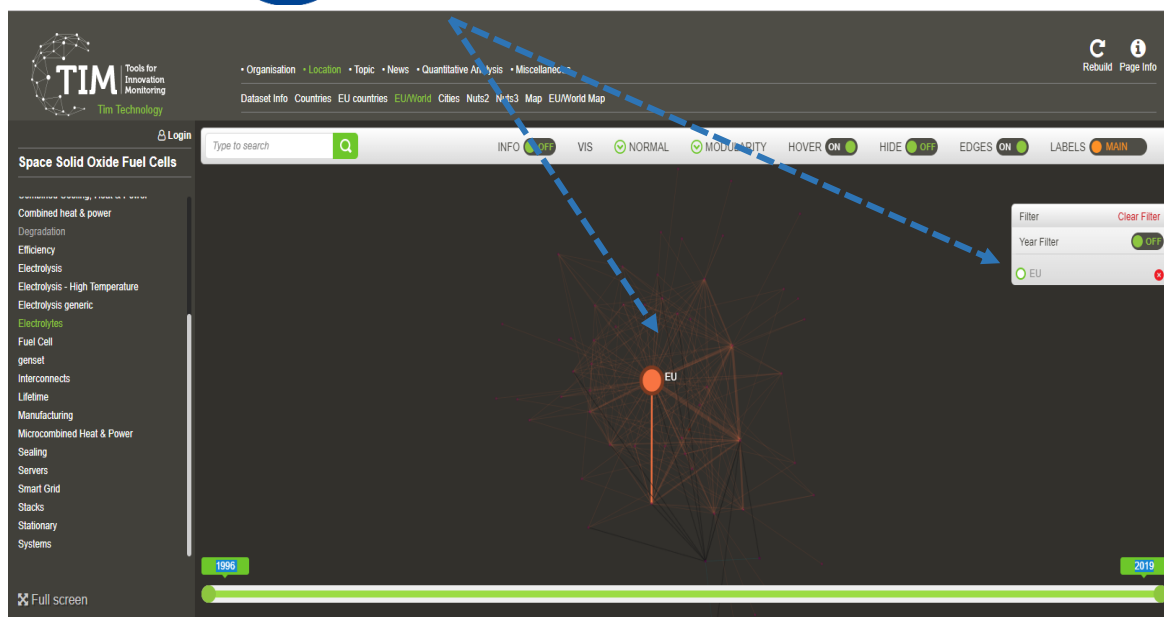 TIM
Tools for
Innovation
Monitoring
Tim Technology
• Organisation • Location • Topic • News • Quantitative Analysis • Miscellaneous
Dataset Info Countries EU countries EU/World Cities Nuts2 Nuts3 Map EU/World Map
Rebuild Page Info
Login
Space Solid Oxide Fuel Cells
Type to search
INFO OFF VIS NORMAL MODULARITY HOVER ON HIDE OFF EDGES ON LABELS MAIN
Combined Cooling, Heat & Power
Combined heat & power
Degradation
Efficiency
Electrolysis
Electrolysis - High Temperature
Electrolysis generic
Electrolytes
Fuel Cell
genset
Interconnects
Lifetime
Manufacturing
Microcombined Heat & Power
Sealing
Servers
Smart Grid
Stacks
Stationary
Systems
Full screen
Filter Clear Filter
Year Filter OFF
EU
EU
1996 2019